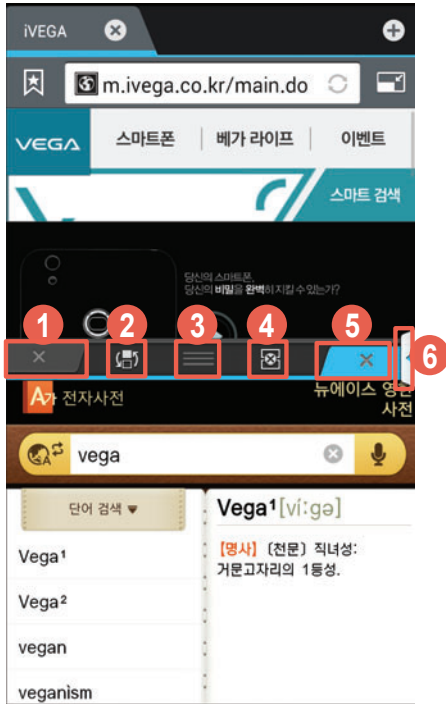 iVEGA
m.ivega.co.kr/main.do
VEGA 스마트폰 베가 라이프 이벤트
스마트 검색
당신의 스마트폰,
당신의 비밀을 완벽히 지킬 수 있는가?
1 2 3 4 5 6
가 전자사전
뉴에이스 영한
사전
A
vega
단어 검색 ▼
Vega¹
Vega²
vegan
veganism
Vega¹[víːgə]
【명사】 〔천문〕 직녀성:
거문고자리의 1등성.